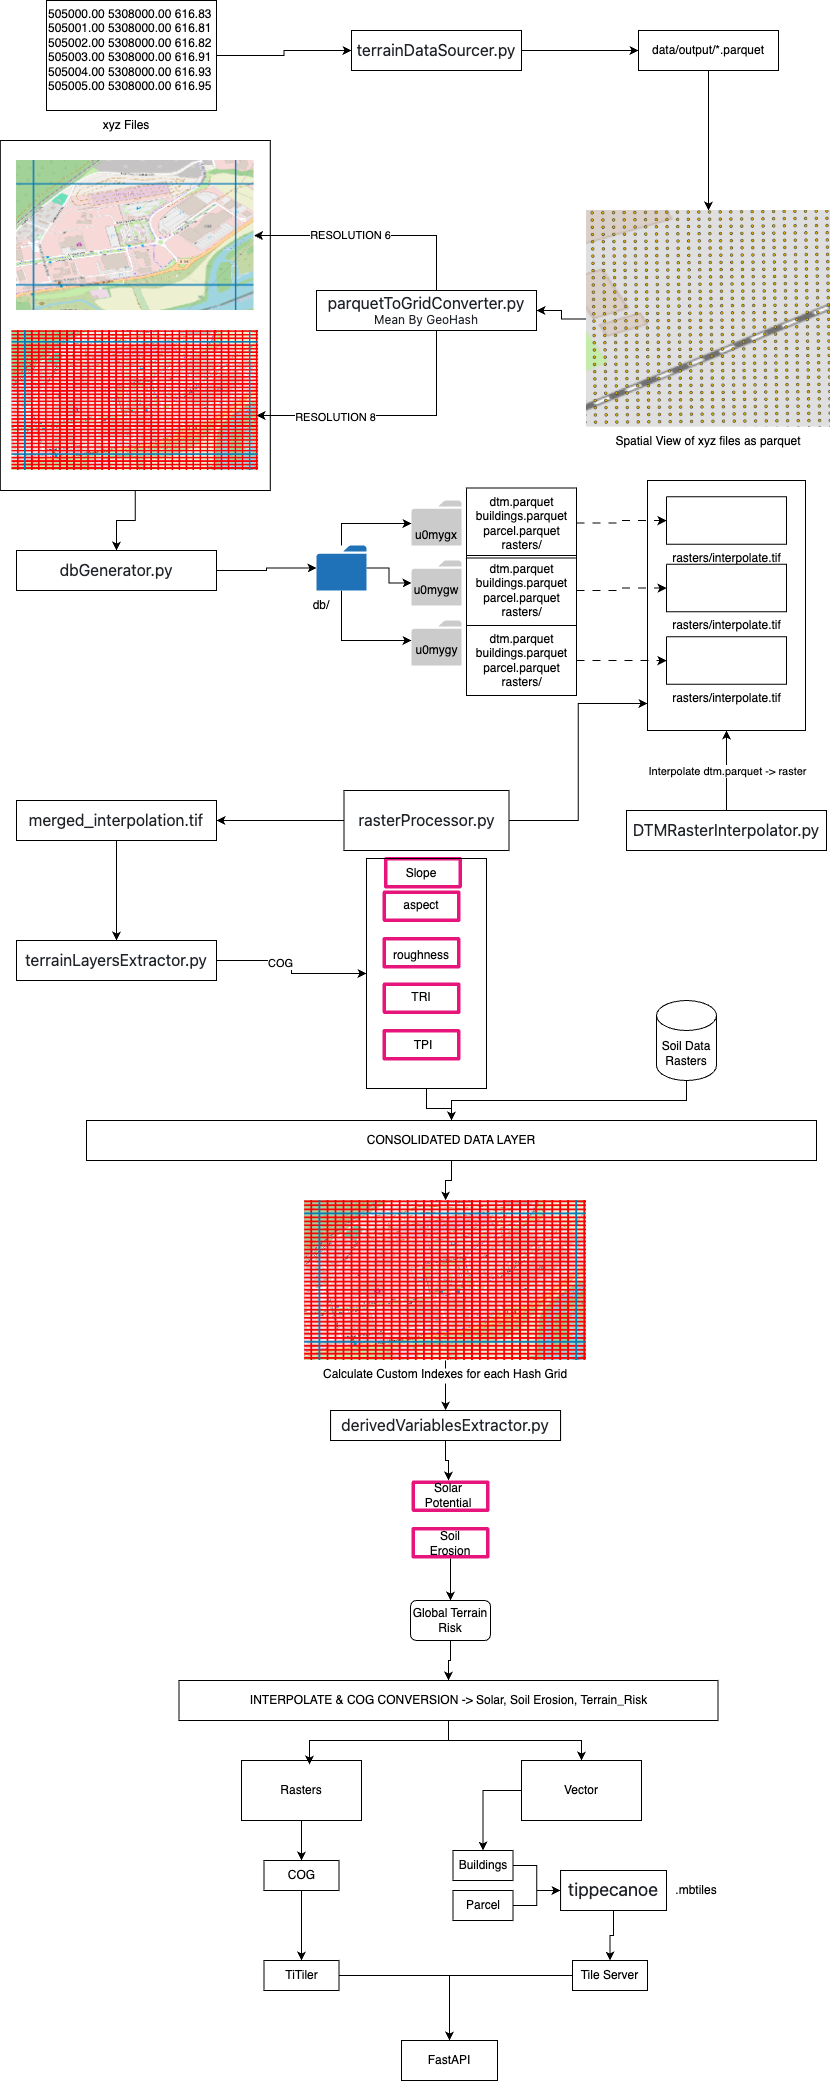 505000.00 5308000.00 616.83
505001.00 5308000.00 616.81
505002.00 5308000.00 616.82
505003.00 5308000.00 616.91
505004.00 5308000.00 616.93
505005.00 5308000.00 616.95
xyz Files
terrainDataSourcer.py
data/output/*.parquet
RESOLUTION 6
parquetToGridConverter.py
Mean By GeoHash
RESOLUTION 8
Spatial View of xyz files as parquet
dbGenerator.py
db/
u0mygx
dtm.parquet
buildings.parquet
parcel.parquet
rasters/
rasters/interpolate.tif
u0mygw
dtm.parquet
buildings.parquet
parcel.parquet
rasters/
rasters/interpolate.tif
u0mygy
dtm.parquet
buildings.parquet
parcel.parquet
rasters/
rasters/interpolate.tif
Interpolate dtm.parquet -> raster
DTMRasterInterpolator.py
rasterProcessor.py
merged_interpolation.tif
terrainLayersExtractor.py
COG
Slope
aspect
roughness
TRI
TPI
Soil Data
Rasters
CONSOLIDATED DATA LAYER
Calculate Custom Indexes for each Hash Grid
derivedVariablesExtractor.py
Solar
Potential
Soil
Erosion
Global Terrain
Risk
INTERPOLATE & COG CONVERSION -> Solar, Soil Erosion, Terrain_Risk
Rasters
Vector
COG
Buildings
Parcel
tippecanoe
.mbtiles
TiTiler
Tile Server
FastAPI